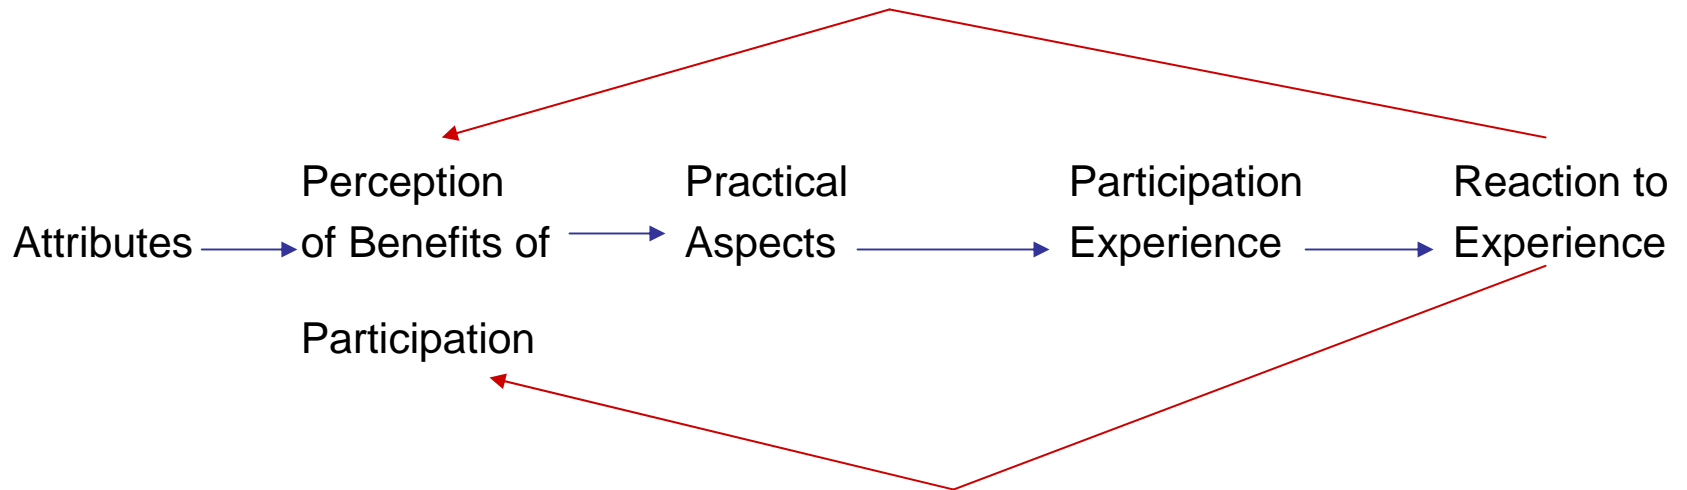 Attributes
Perception
of Benefits of
Participation
Practical
Aspects
Participation
Experience
Reaction to
Experience